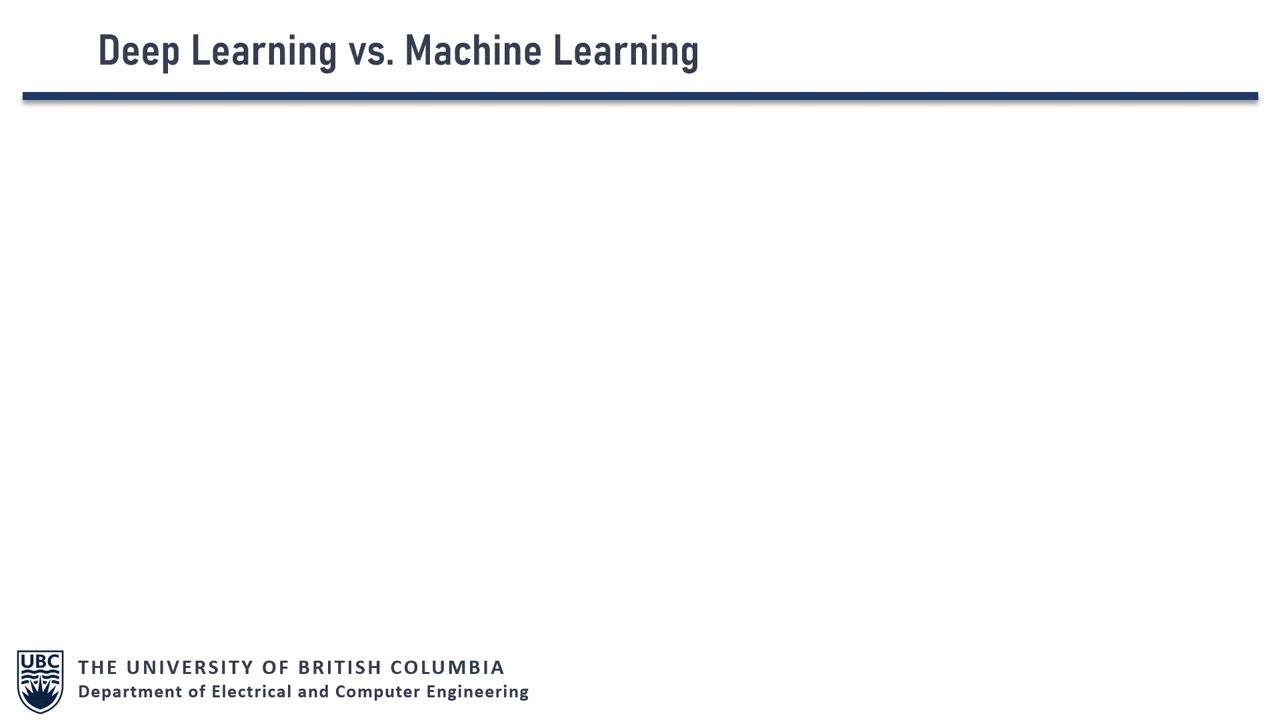 Deep Learning vs. Machine Learning
UBC
THE UNIVERSITY OF BRITISH COLUMBIA
Department of Electrical and Computer Engineering